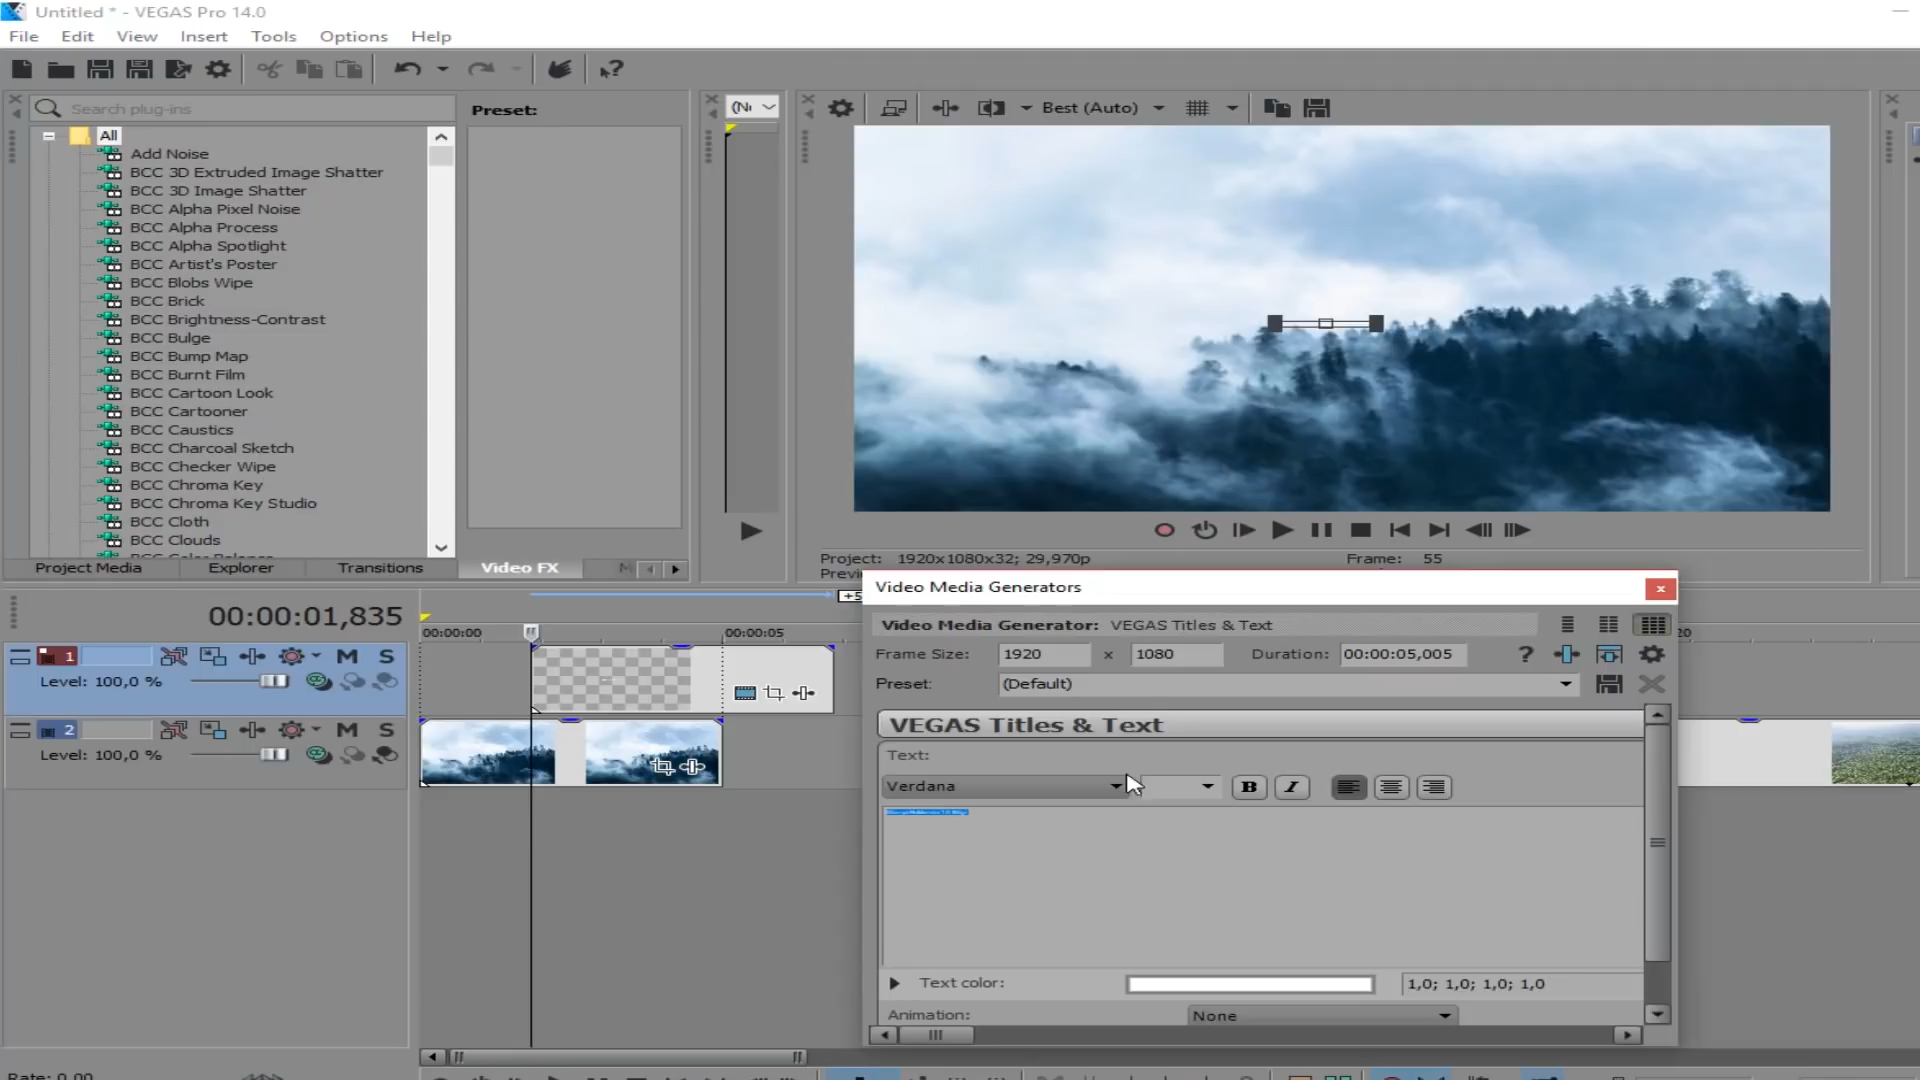 Untitled * - VEGAS Pro 14.0
File Edit View Insert Tools Options Help
Search plug-ins
Preset:
Best (Auto)
All
Add Noise
BCC 3D Extruded Image Shatter
BCC 3D Image Shatter
BCC Alpha Pixel Noise
BCC Alpha Process
BCC Alpha Spotlight
BCC Artist's Poster
BCC Blobs Wipe
BCC Brick
BCC Brightness-Contrast
BCC Bulge
BCC Bump Map
BCC Burnt Film
BCC Cartoon Look
BCC Cartooner
BCC Caustics
BCC Charcoal Sketch
BCC Checker Wipe
BCC Chroma Key
BCC Chroma Key Studio
BCC Cloth
BCC Clouds
Project Media Explorer Transitions Video FX
Project: 1920x1080x32; 29,970p
Frame: 55
00:00:01,835
00:00:00
00:00:05
1 M S
Level: 100,0 %
2 M S
Level: 100,0 %
Video Media Generators
Video Media Generator: VEGAS Titles & Text
Frame Size: 1920 x 1080 Duration: 00:00:05,005
Preset: (Default)
VEGAS Titles & Text
Text:
Verdana B I
Text color: 1,0; 1,0; 1,0; 1,0
Animation: None
Rate: 0,00